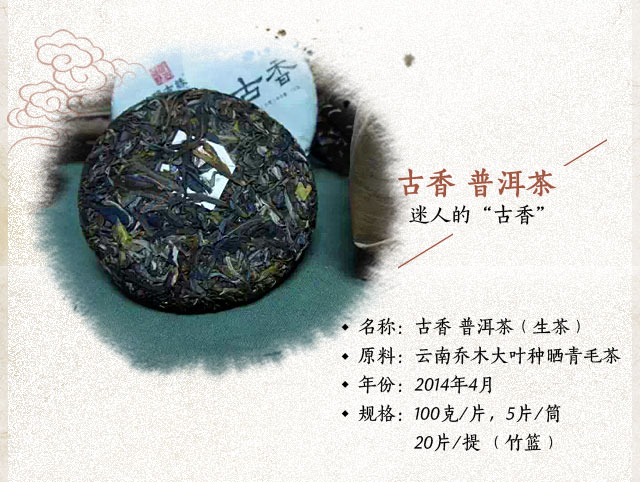 古香
古香 普洱茶
迷人的“古香”
◆ 名称：古香 普洱茶（生茶）
◆ 原料：云南乔木大叶种晒青毛茶
◆ 年份：2014年4月
◆ 规格：100克/片，5片/筒
20片/提（竹篮）